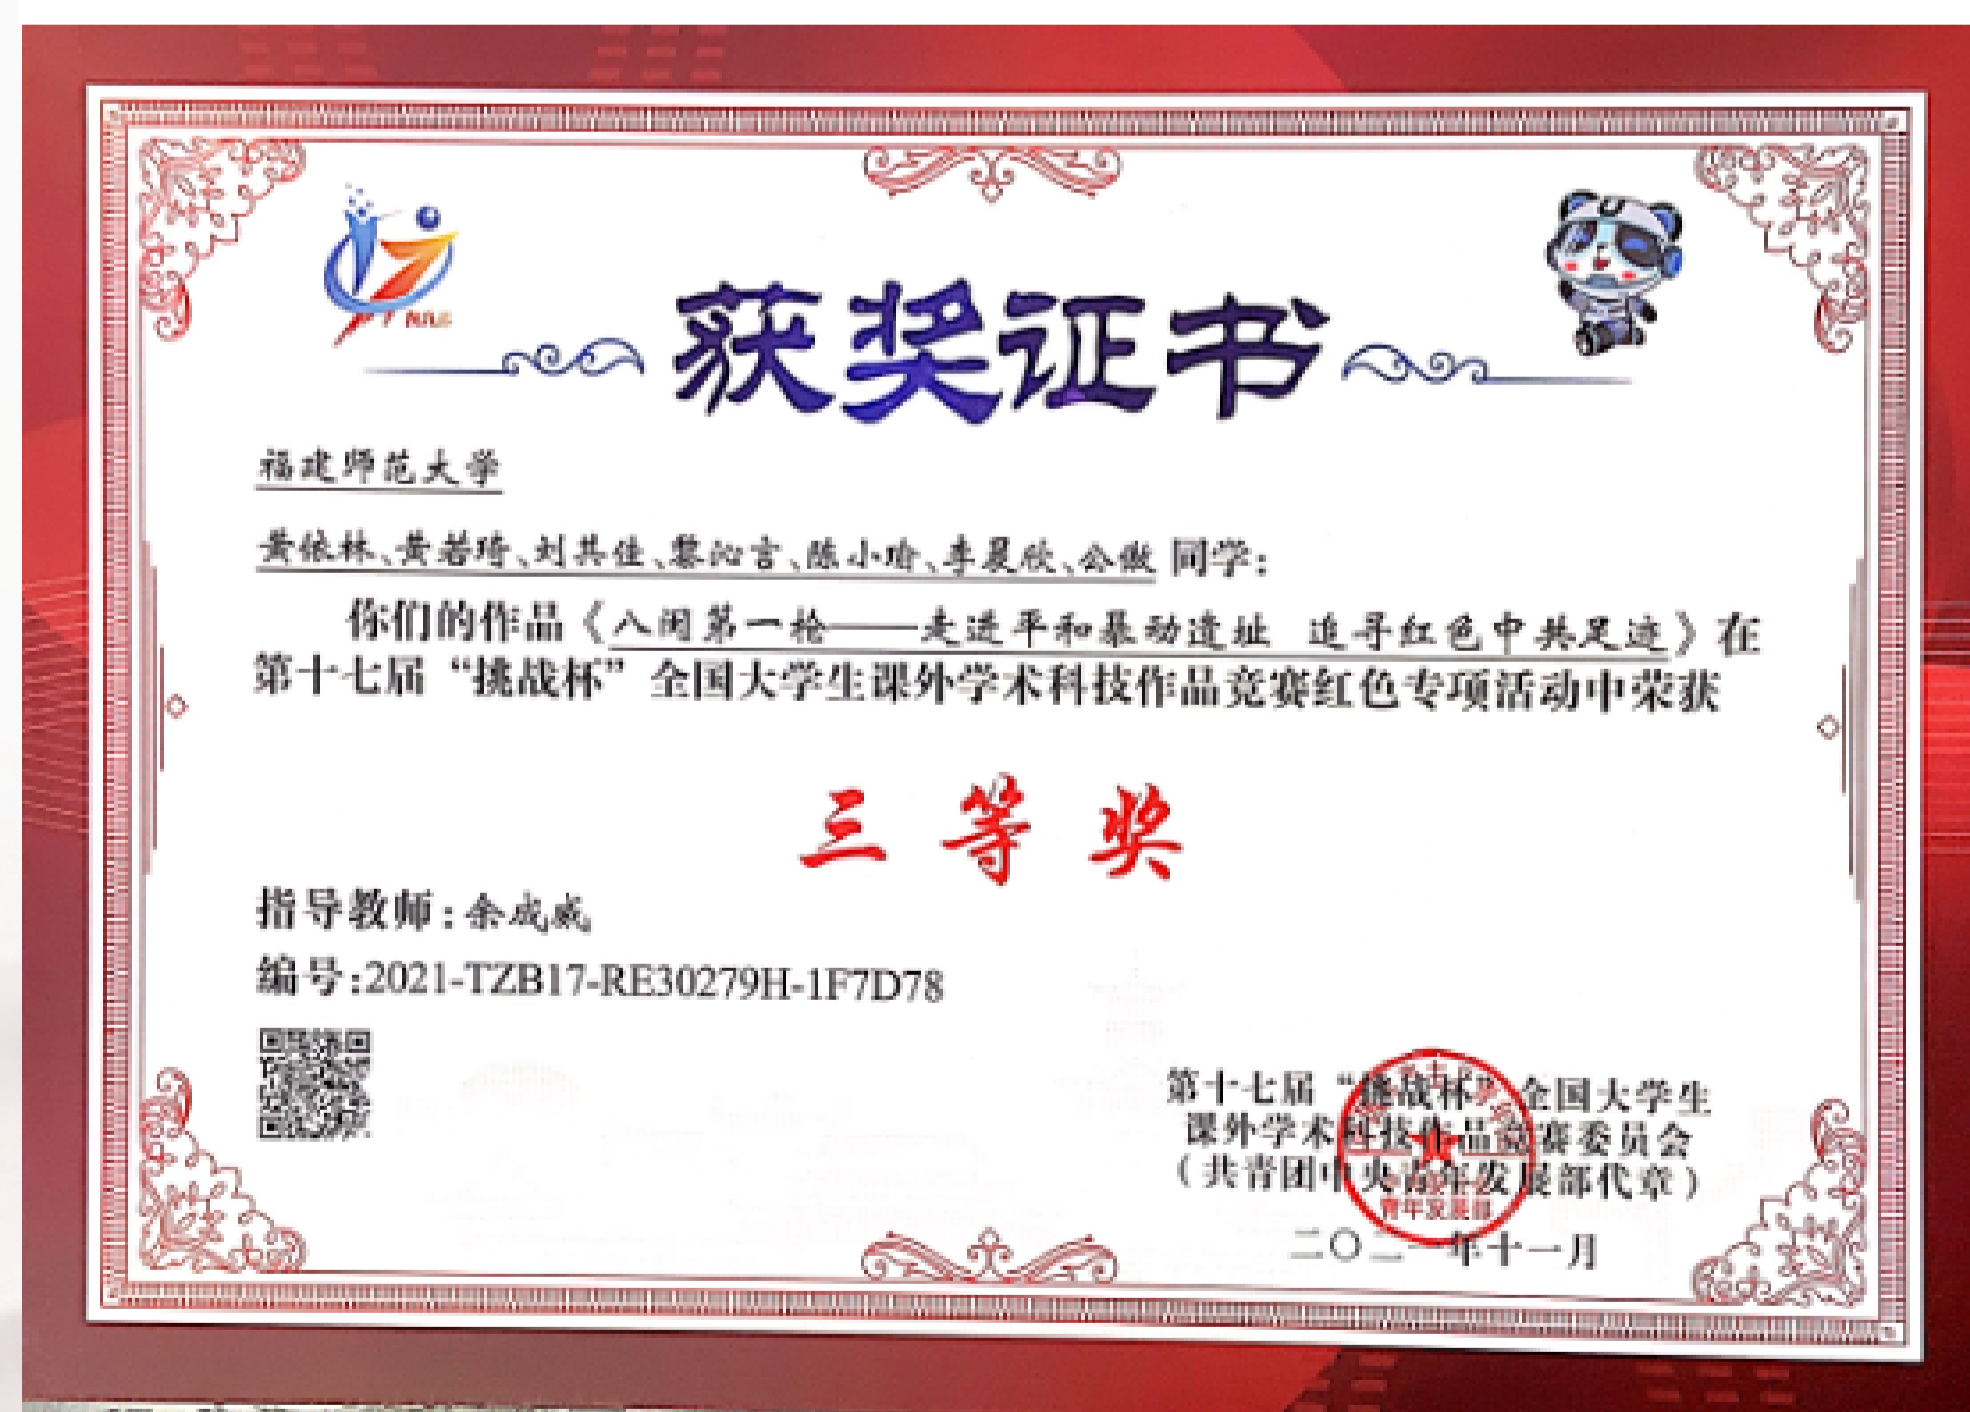 获奖证书
福建师范大学
黄依林、黄若琦、刘其佳、黎沁言、陈小瑜、李晨欣、公傲 同学：
你们的作品《八闽第一枪——走进平和暴动遗址 追寻红色中共足迹》在
第十七届“挑战杯”全国大学生课外学术科技作品竞赛红色专项活动中荣获
三等奖
指导教师：余成威
编号：2021-TZB17-RE30279H-1F7D78
第十七届“挑战杯”全国大学生
课外学术科技作品竞赛委员会
（共青团中央青年发展部代章）
青年发展部
二〇二一年十一月